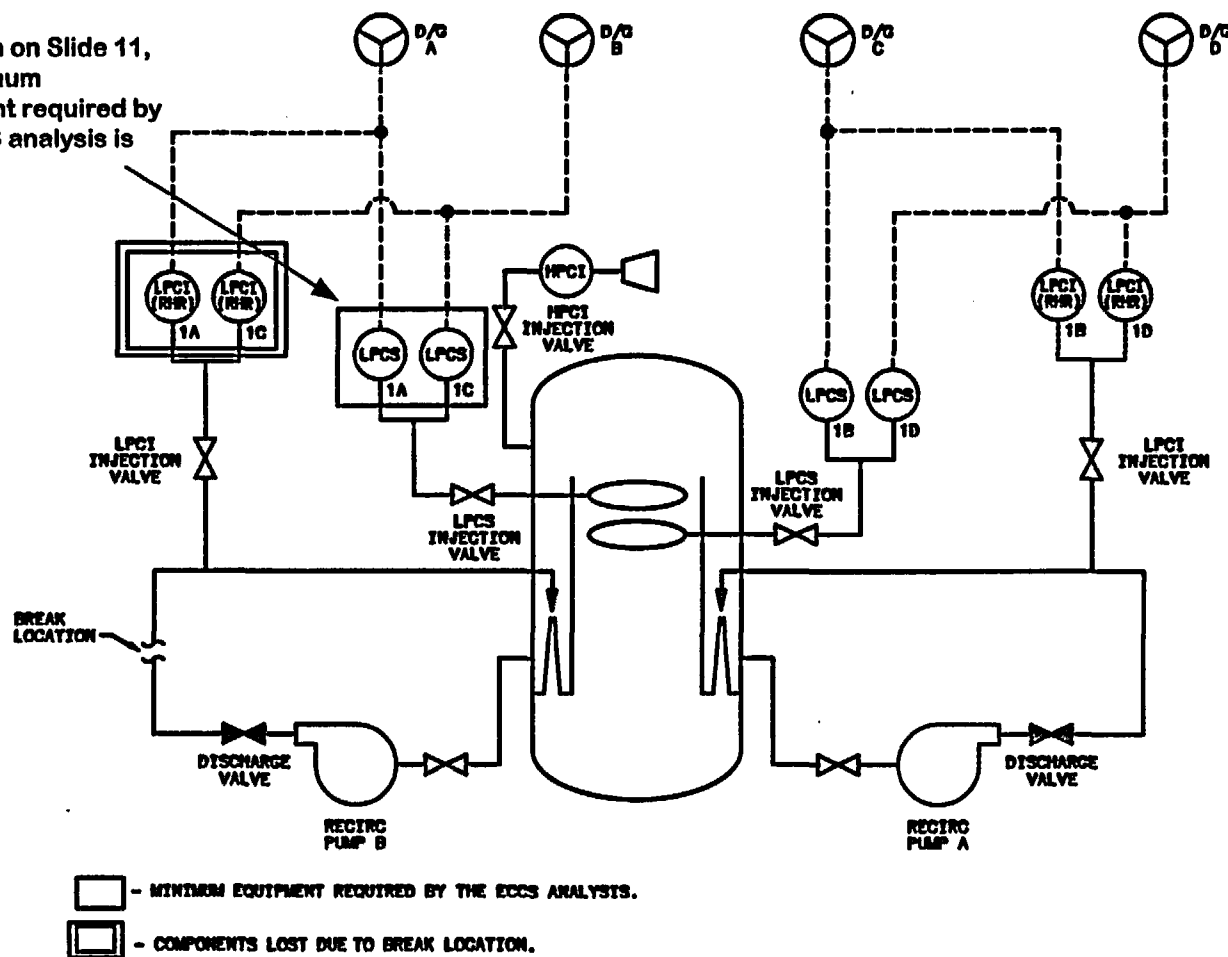 on Slide 11,
required by
analysis is
D/G
A
D/G
B
D/G
C
D/G
D
LPCI
(RHR)
1A
LPCI
(RHR)
1C
LPCS
1A
LPCS
1C
HPCI
HPCI
INJECTION
VALVE
LPCI
(RHR)
1B
LPCI
(RHR)
1D
LPCS
1B
LPCS
1D
LPCI
INJECTION
VALVE
LPCS
INJECTION
VALVE
LPCS
INJECTION
VALVE
LPCI
INJECTION
VALVE
BREAK
LOCATION
DISCHARGE
VALVE
RECIRC
PUMP B
RECIRC
PUMP A
DISCHARGE
VALVE
- MINIMUM EQUIPMENT REQUIRED BY THE ECCS ANALYSIS.
- COMPONENTS LOST DUE TO BREAK LOCATION.